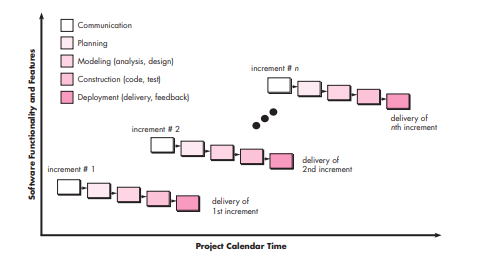 Communication
Planning
Modeling (analysis, design)
Construction (code, test)
Deployment (delivery, feedback)
Software Functionality and Features
increment # n
delivery of
nth increment
increment # 2
delivery of
2nd increment
increment # 1
delivery of
1st increment
Project Calendar Time